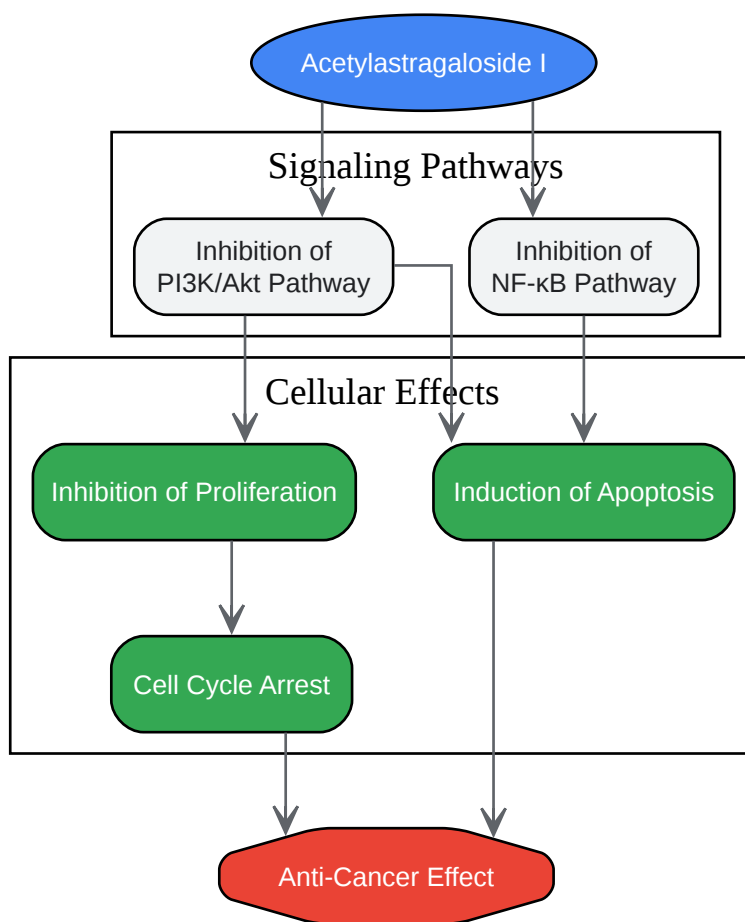 Acetylastragaloside I
Signaling Pathways
Inhibition of
PI3K/Akt Pathway
Inhibition of
NF-κB Pathway
Cellular Effects
Inhibition of Proliferation
Induction of Apoptosis
Cell Cycle Arrest
Anti-Cancer Effect